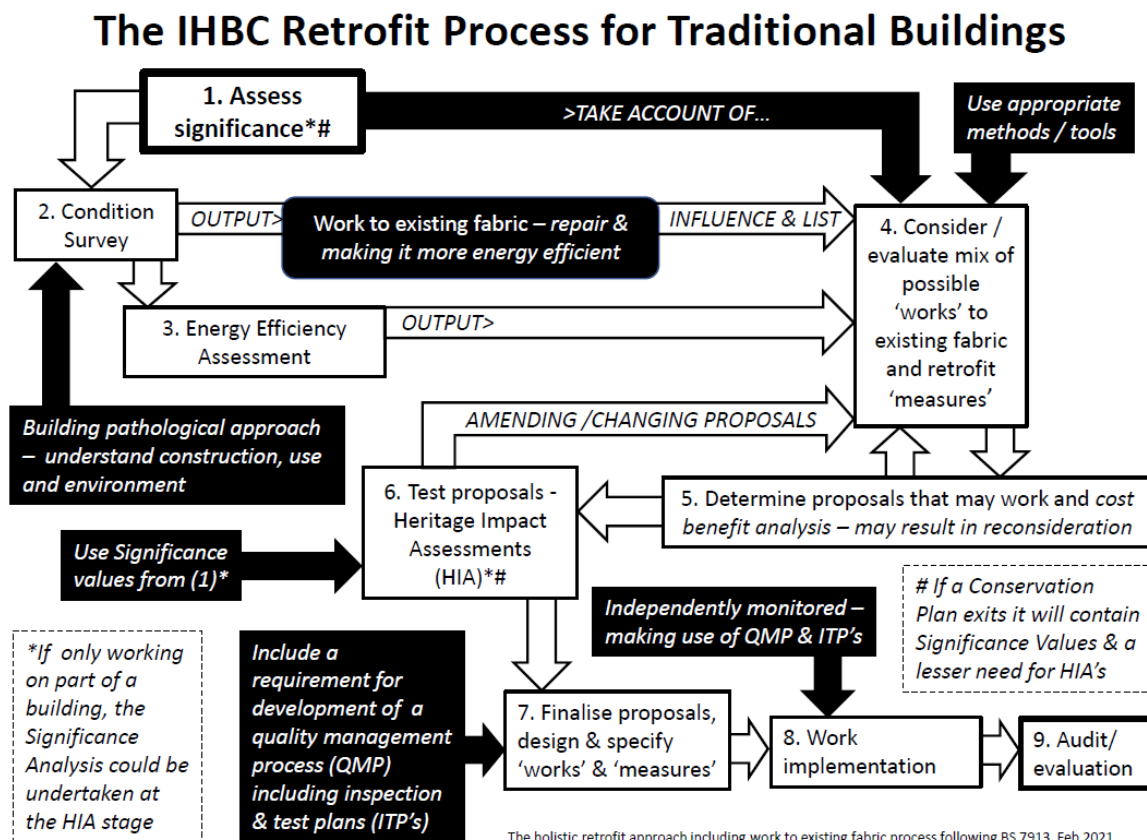 The IHBC Retrofit Process for Traditional Buildings
1. Assess
significance*#
>TAKE ACCOUNT OF...
Use appropriate
methods / tools
2. Condition
Survey
OUTPUT>
Work to existing fabric – repair &
making it more energy efficient
INFLUENCE & LIST
4. Consider /
evaluate mix of
possible
‘works’ to
existing fabric
and retrofit
‘measures’
3. Energy Efficiency
Assessment
OUTPUT>
Building pathological approach
– understand construction, use
and environment
AMENDING /CHANGING PROPOSALS
6. Test proposals -
Heritage Impact
Assessments
(HIA)*#
5. Determine proposals that may work and cost
benefit analysis – may result in reconsideration
Use Significance
values from (1)*
# If a Conservation
Plan exits it will contain
Significance Values & a
lesser need for HIA’s
Independently monitored –
making use of QMP & ITP’s
*If only working
on part of a
building, the
Significance
Analysis could be
undertaken at
the HIA stage
Include a
requirement for
development of a
quality management
process (QMP)
including inspection
& test plans (ITP’s)
7. Finalise proposals,
design & specify
‘works’ & ‘measures’
8. Work
implementation
9. Audit/
evaluation
The holistic retrofit approach including work to existing fabric process following BS 7913, Feb 2021